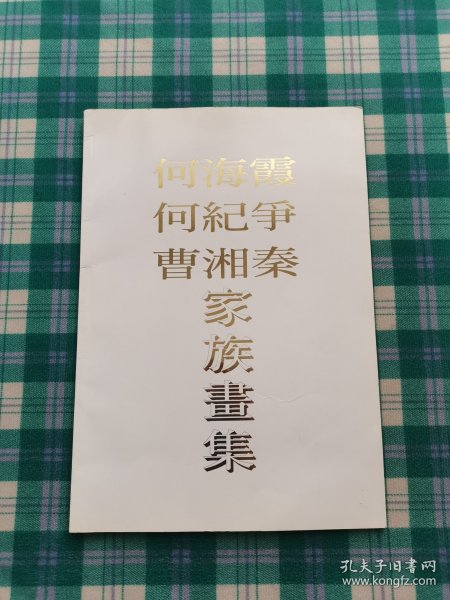 何海霞
何紀爭
曹湘秦
家族畫集
孔夫子旧书网
www.kongfz.com